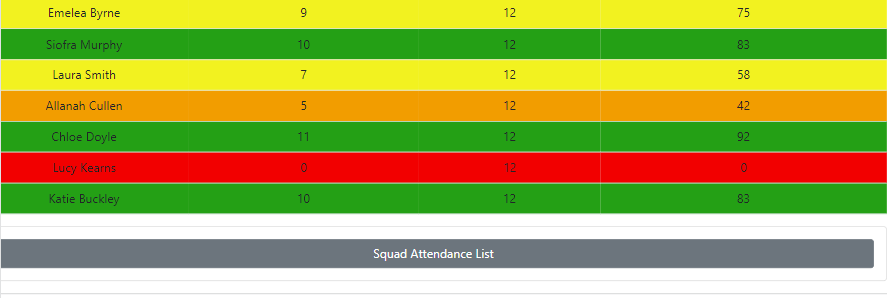 Emelea Byrne 9 12 75
Siofra Murphy 10 12 83
Laura Smith 7 12 58
Allanah Cullen 5 12 42
Chloe Doyle 11 12 92
Lucy Kearns 0 12 0
Katie Buckley 10 12 83
Squad Attendance List